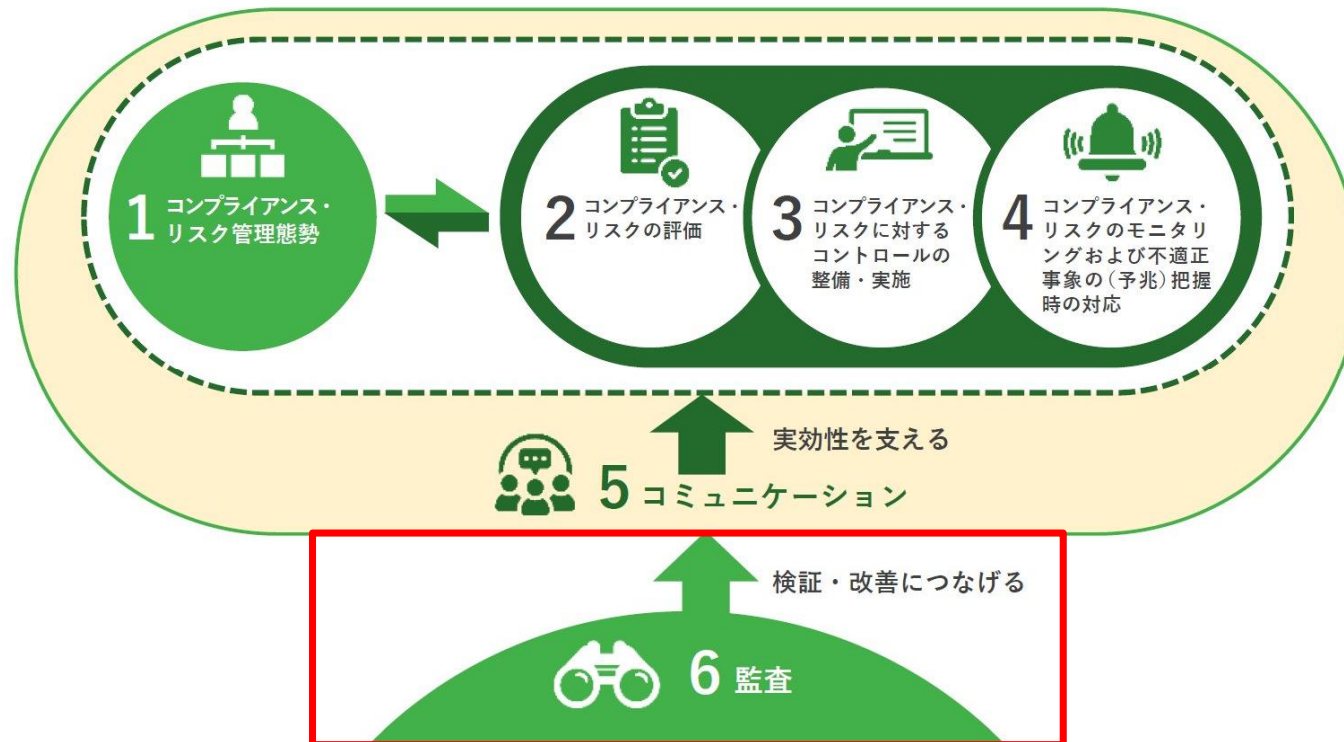 1 コンプライアンス・
リスク管理態勢
2 コンプライアンス・
リスクの評価
3 コンプライアンス・
リスクに対する
コントロールの
整備・実施
4 コンプライアンス・
リスクのモニタリ
ングおよび不適正
事象の(予兆)把握
時の対応
実効性を支える
5 コミュニケーション
検証・改善につなげる
6 監査